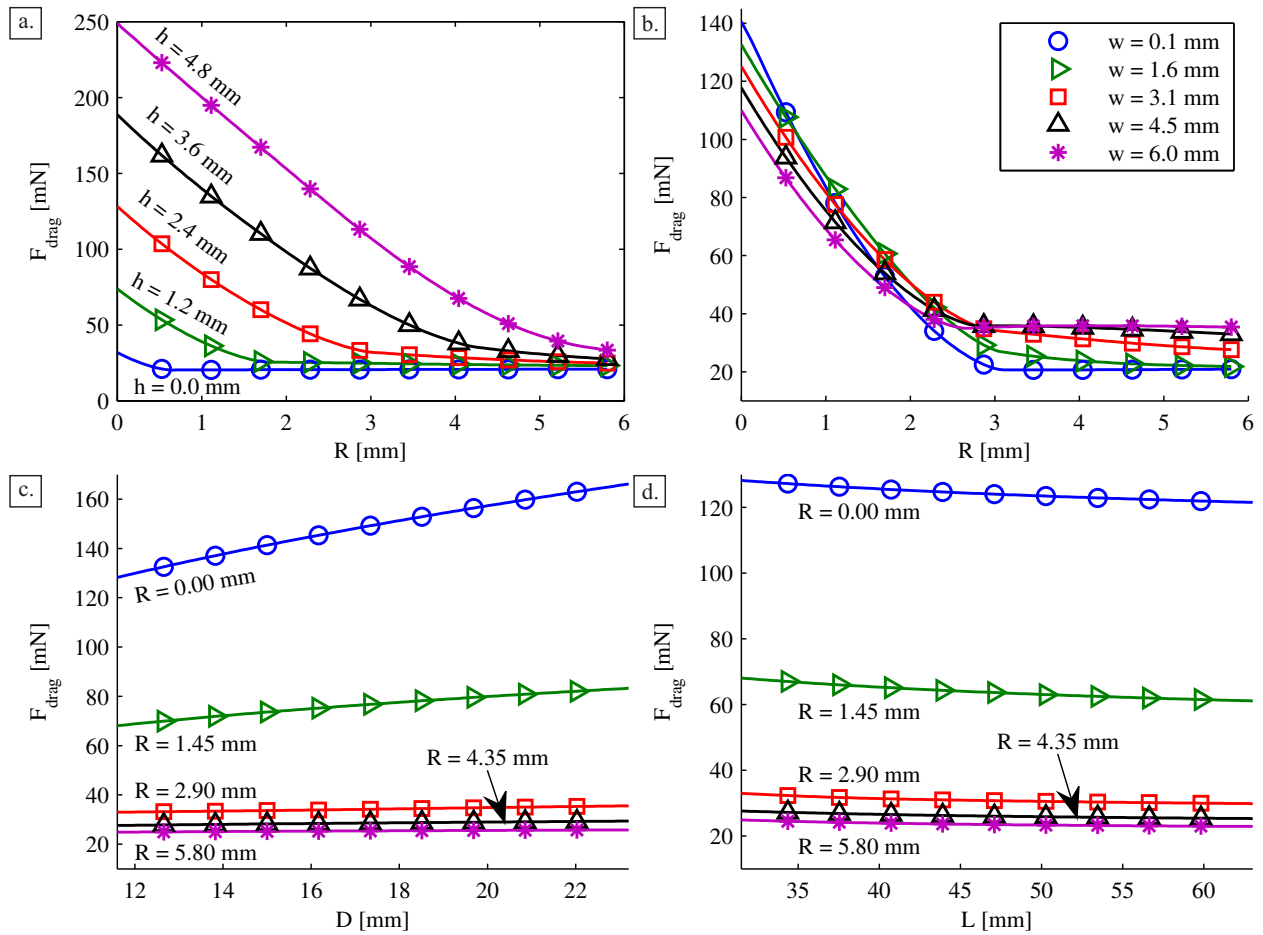 a.
250
200
150
100
50
0
F_drag [mN]
h = 4.8 mm
h = 3.6 mm
h = 2.4 mm
h = 1.2 mm
h = 0.0 mm
0 1 2 3 4 5 6
R [mm]
b.
140
120
100
80
60
40
20
F_drag [mN]
w = 0.1 mm
w = 1.6 mm
w = 3.1 mm
w = 4.5 mm
w = 6.0 mm
0 1 2 3 4 5 6
R [mm]
c.
160
140
120
100
80
60
40
20
F_drag [mN]
R = 0.00 mm
R = 1.45 mm
R = 4.35 mm
R = 2.90 mm
R = 5.80 mm
12 14 16 18 20 22
D [mm]
d.
120
100
80
60
40
20
F_drag [mN]
R = 0.00 mm
R = 1.45 mm
R = 4.35 mm
R = 2.90 mm
R = 5.80 mm
35 40 45 50 55 60
L [mm]